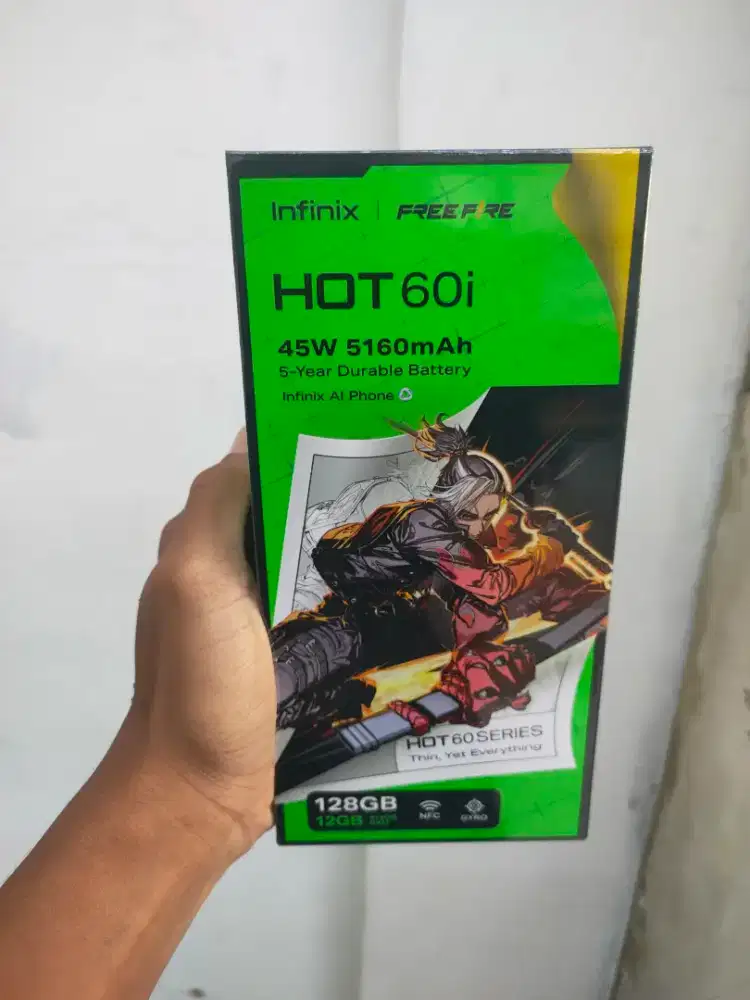 Infinix | FREE FIRE
HOT 60i
45W 5160mAh
5-Year Durable Battery
Infinix AI Phone
HOT 60 SERIES
Thin, Yet Everything
128GB
12GB
NFC
GYRO